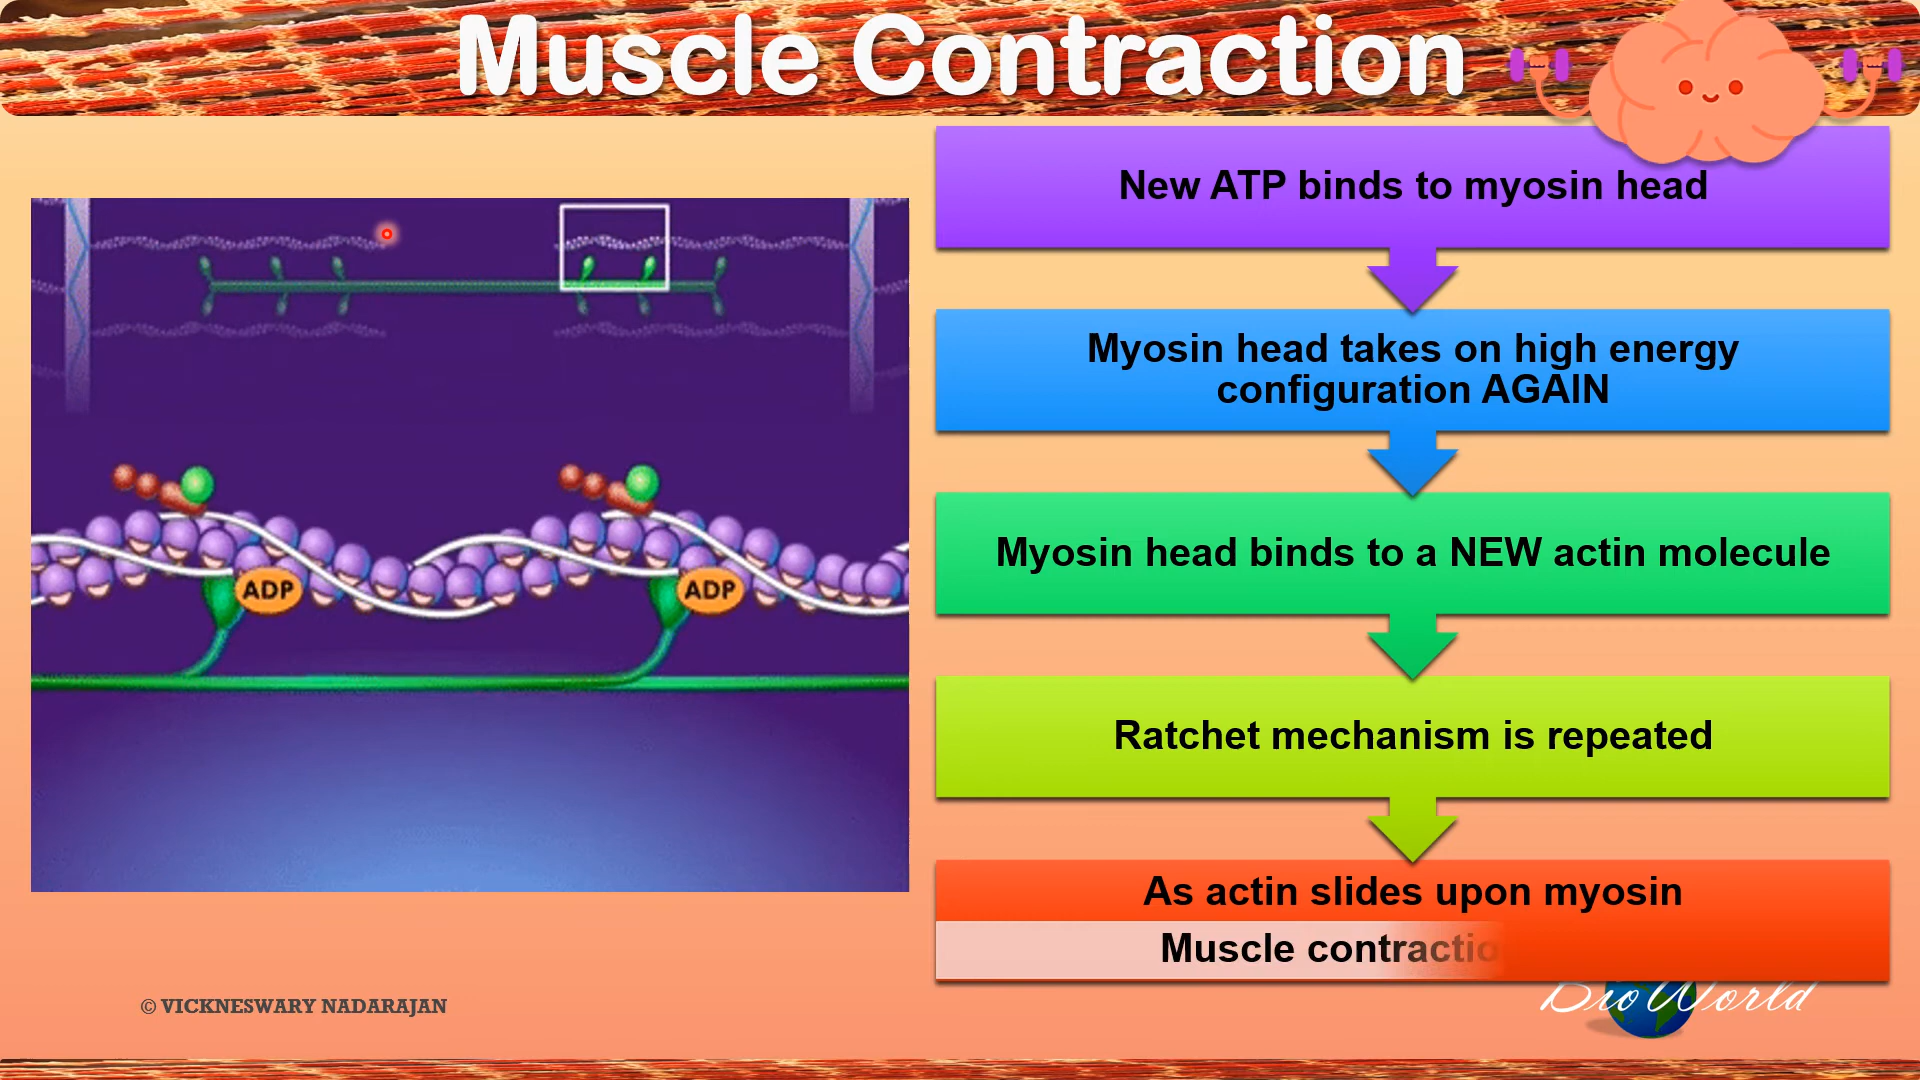 Muscle Contraction
New ATP binds to myosin head
Myosin head takes on high energy
configuration AGAIN
Myosin head binds to a NEW actin molecule
Ratchet mechanism is repeated
As actin slides upon myosin
Muscle contractio
ADP
ADP
© VICKNESWARY NADARAJAN
Bio World